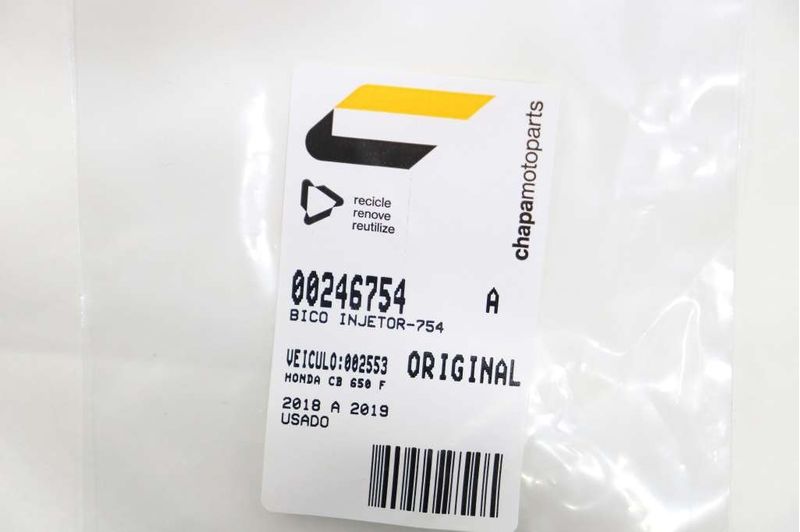 chapamotoparts
recicle
renove
reutilize
00246754 A
BICO INJETOR-754
VEICULO:002553 ORIGINAL
HONDA CB 650 F
2018 A 2019
USADO